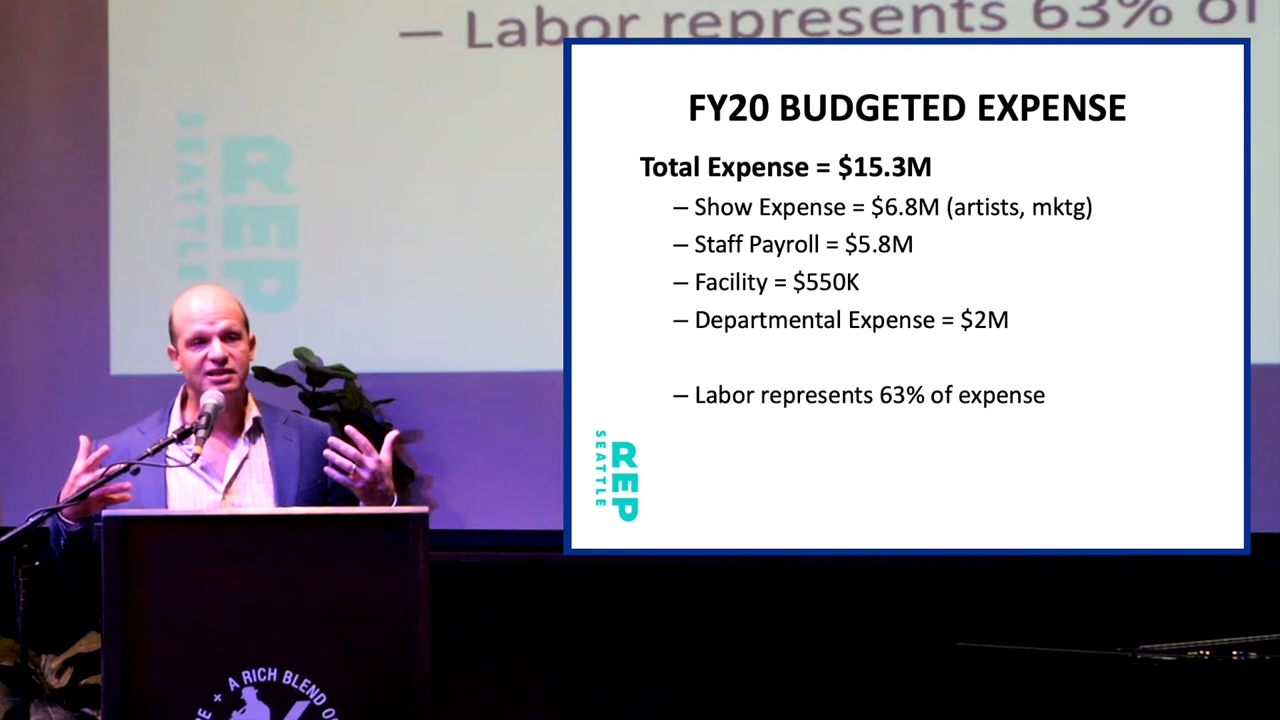 – Labor represents 63% of
SEATTLE
REP
FY20 BUDGETED EXPENSE
Total Expense = $15.3M
– Show Expense = $6.8M (artists, mktg)
– Staff Payroll = $5.8M
– Facility = $550K
– Departmental Expense = $2M
– Labor represents 63% of expense
SEATTLE
REP
+ A RICH BLEND